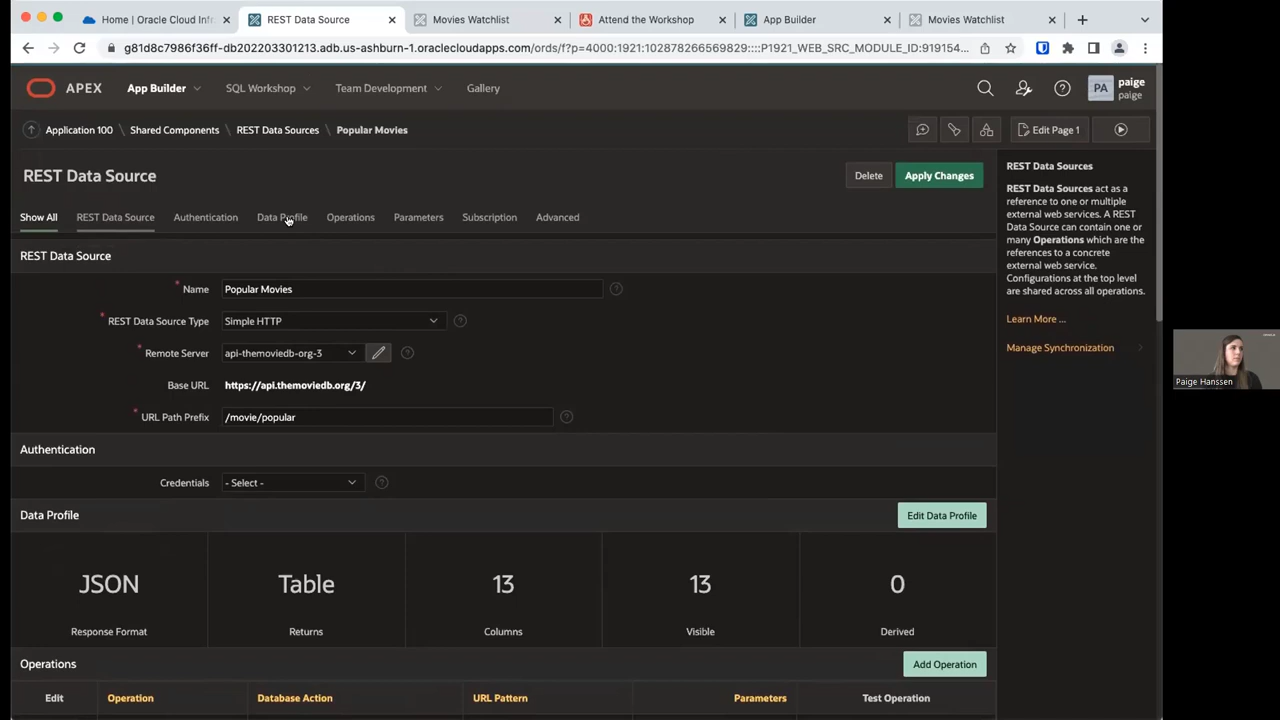 Home | Oracle Cloud Inf
REST Data Source
Movies Watchlist
Attend the Workshop
App Builder
Movies Watchlist
g81d8c7986f36ff-db202203301213.adb.us-ashburn-1.oraclecloudapps.com/ords/f?p=4000:1921:102878266569829::::P1921_WEB_SRC_MODULE_ID:919154...
APEX
App Builder
SQL Workshop
Team Development
Gallery
PA
paige
paige
Application 100 \ Shared Components \ REST Data Sources \ Popular Movies
Edit Page 1
REST Data Source
Delete
Apply Changes
Show All
REST Data Source
Authentication
Data Profile
Operations
Parameters
Subscription
Advanced
REST Data Source
* Name
Popular Movies
* REST Data Source Type
Simple HTTP
* Remote Server
api-themoviedb-org-3
Base URL
https://api.themoviedb.org/3/
* URL Path Prefix
/movie/popular
Authentication
Credentials
- Select -
Data Profile
Edit Data Profile
JSON
Table
13
13
0
Response Format
Returns
Columns
Visible
Derived
Operations
Add Operation
Edit
Operation
Database Action
URL Pattern
Parameters
Test Operation
REST Data Sources
REST Data Sources act as a
reference to one or multiple
external web services. A REST
Data Source can contain one or
many Operations which are the
references to a concrete
external web service.
Configurations at the top level
are shared across all operations.
Learn More ...
Manage Synchronization
Paige Hanssen